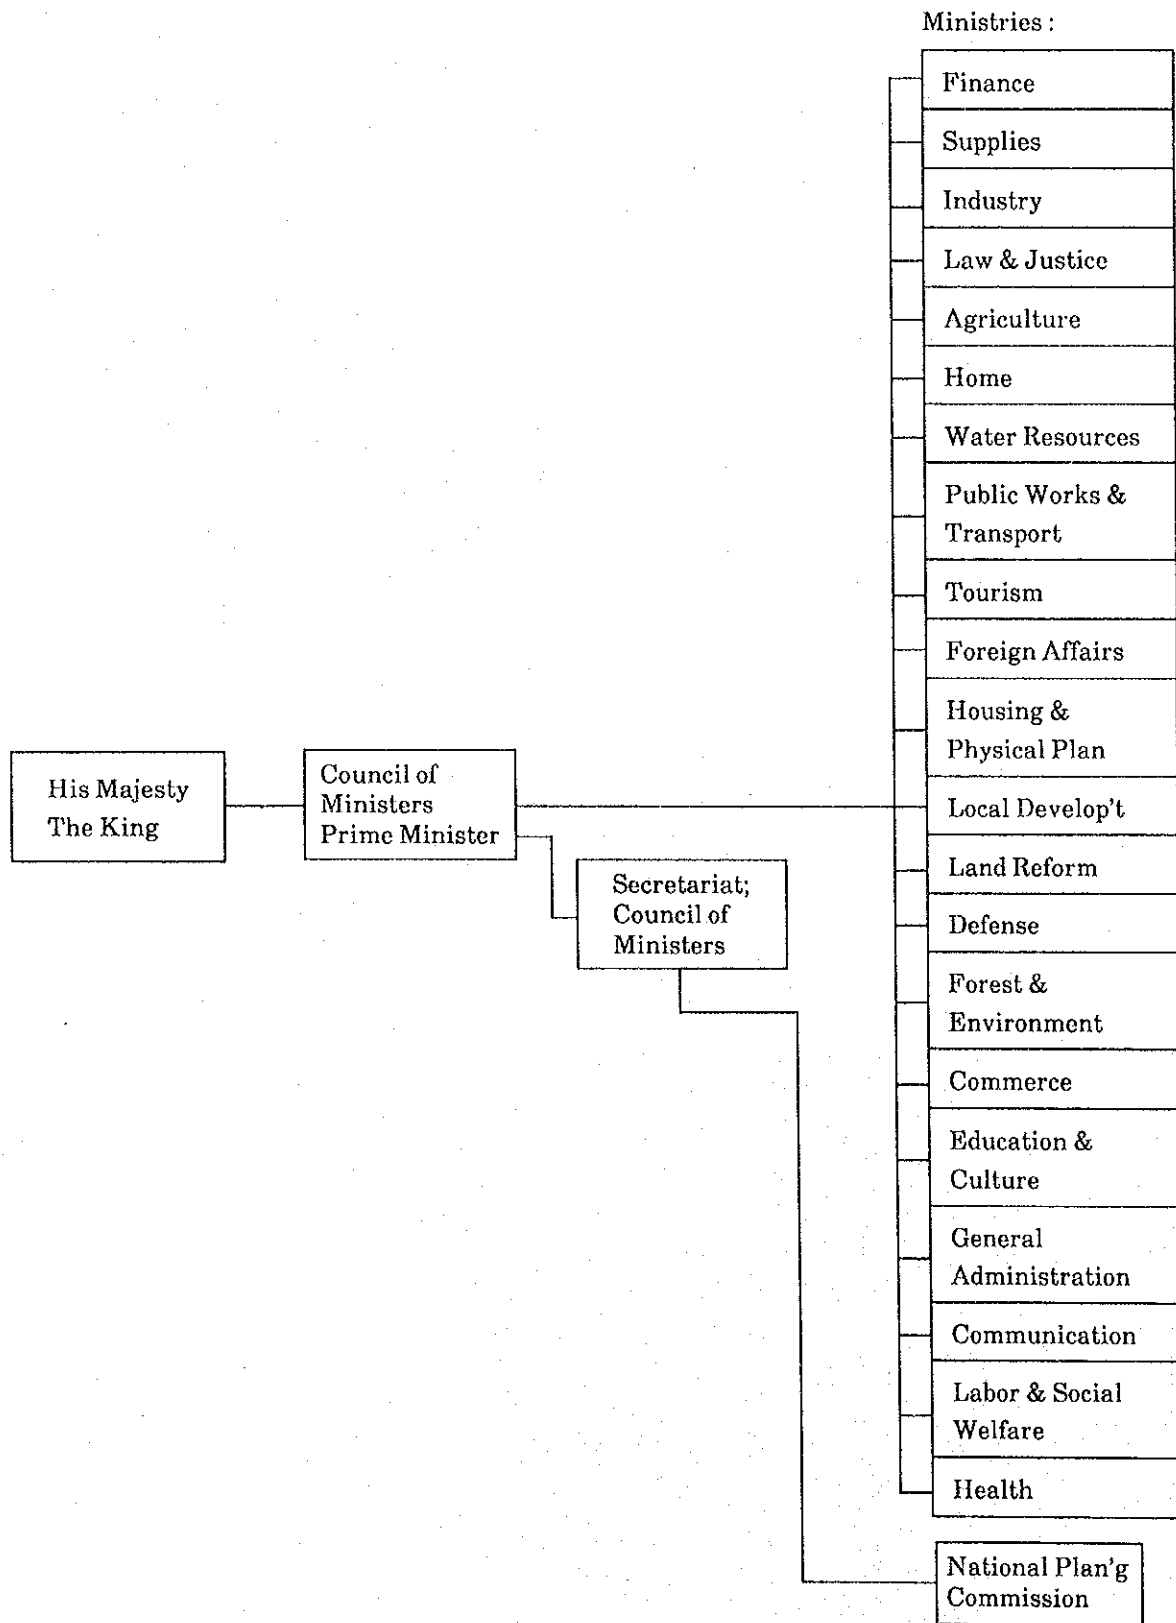 Ministries :
Finance
Supplies
Industry
Law & Justice
Agriculture
Home
Water Resources
Public Works &
Transport
Tourism
Foreign Affairs
Housing &
Physical Plan
His Majesty
The King
Council of
Ministers
Prime Minister
Local Develop't
Secretariat;
Council of
Ministers
Land Reform
Defense
Forest &
Environment
Commerce
Education &
Culture
General
Administration
Communication
Labor & Social
Welfare
Health
National Plan'g
Commission